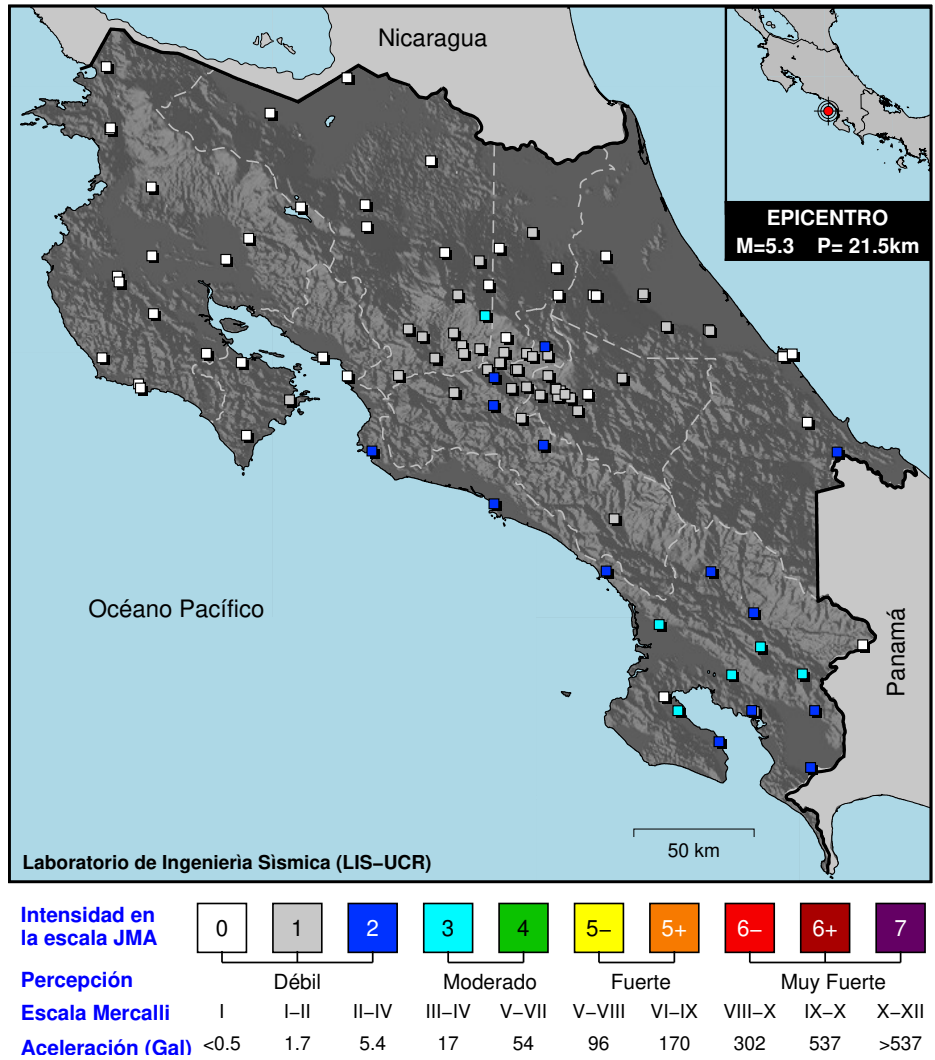 Nicaragua
EPICENTRO
M=5.3 P= 21.5km
Océano Pacífico
Panamá
50 km
Laboratorio de Ingenierìa Sìsmica (LIS−UCR)
Intensidad en
la escala JMA
0 1 2 3 4 5− 5+ 6− 6+ 7
Percepción Débil Moderado Fuerte Muy Fuerte
Escala Mercalli I I−II II−IV III−IV V−VII V−VIII VI−IX VIII−X IX−X X−XII
Aceleración (Gal) <0.5 1.7 5.4 17 54 96 170 302 537 >537